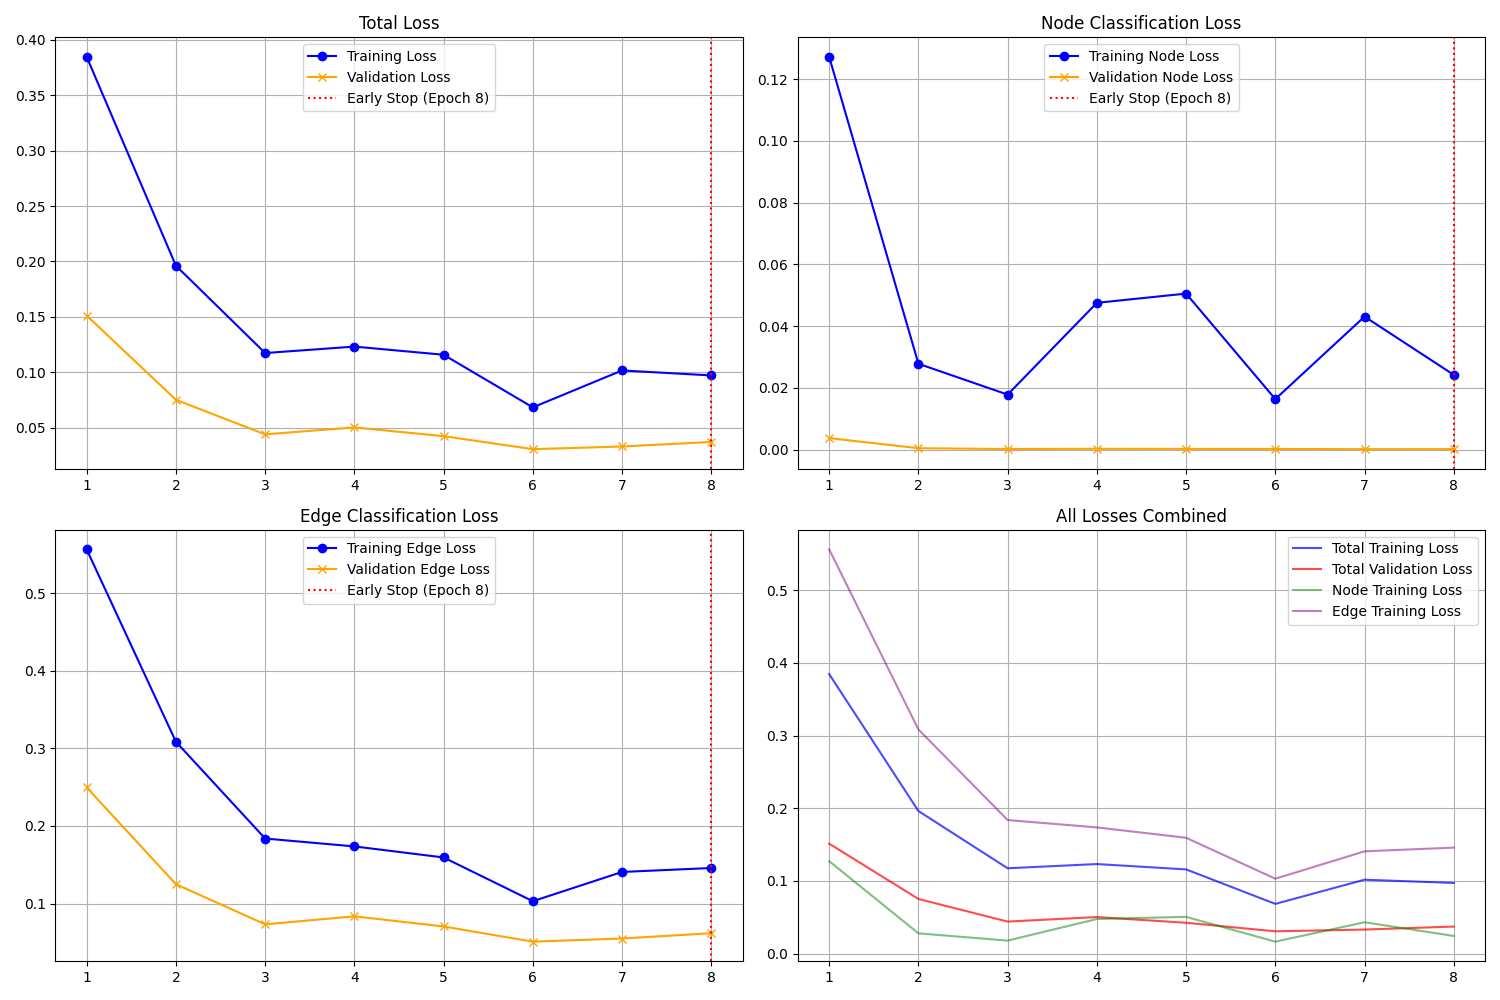 Total Loss
0.40
0.35
0.30
0.25
0.20
0.15
0.10
0.05
Training Loss
Validation Loss
Early Stop (Epoch 8)
1 2 3 4 5 6 7 8
Node Classification Loss
0.12
0.10
0.08
0.06
0.04
0.02
0.00
Training Node Loss
Validation Node Loss
Early Stop (Epoch 8)
1 2 3 4 5 6 7 8
Edge Classification Loss
0.5
0.4
0.3
0.2
0.1
Training Edge Loss
Validation Edge Loss
Early Stop (Epoch 8)
1 2 3 4 5 6 7 8
All Losses Combined
0.5
0.4
0.3
0.2
0.1
0.0
Total Training Loss
Total Validation Loss
Node Training Loss
Edge Training Loss
1 2 3 4 5 6 7 8